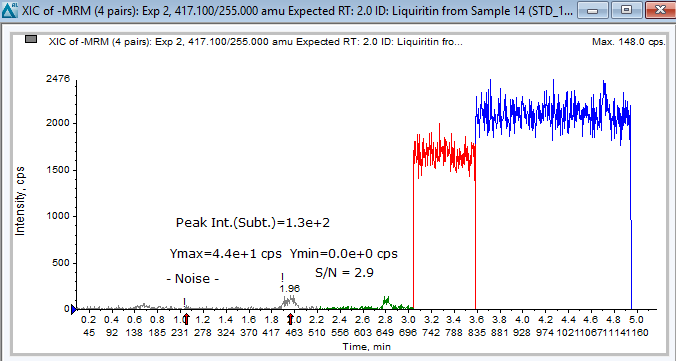 XIC of -MRM (4 pairs): Exp 2, 417.100/255.000 amu Expected RT: 2.0 ID: Liquiritin from Sample 14 (STD_1...
XIC of -MRM (4 pairs): Exp 2, 417.100/255.000 amu Expected RT: 2.0 ID: Liquiritin from Sample 14 (STD_1... fro... Max. 148.0 cps.
2476
2000
1500
1000
500
0
Intensity, cps
Peak Int.(Subt.)=1.3e+2
Ymax=4.4e+1 cps Ymin=0.0e+0 cps
- Noise - S/N = 2.9
1.96
0.2 0.4 0.6 0.8 1.0 1.2 1.4 1.6 1.8 2.0 2.2 2.4 2.6 2.8 3.0 3.2 3.4 3.6 3.8 4.0 4.2 4.4 4.6 4.8 5.0
45 92 138 185 231 278 324 370 417 463 510 556 603 649 696 742 788 835 881 928 974 1021 1067 1114 1160
Time, min